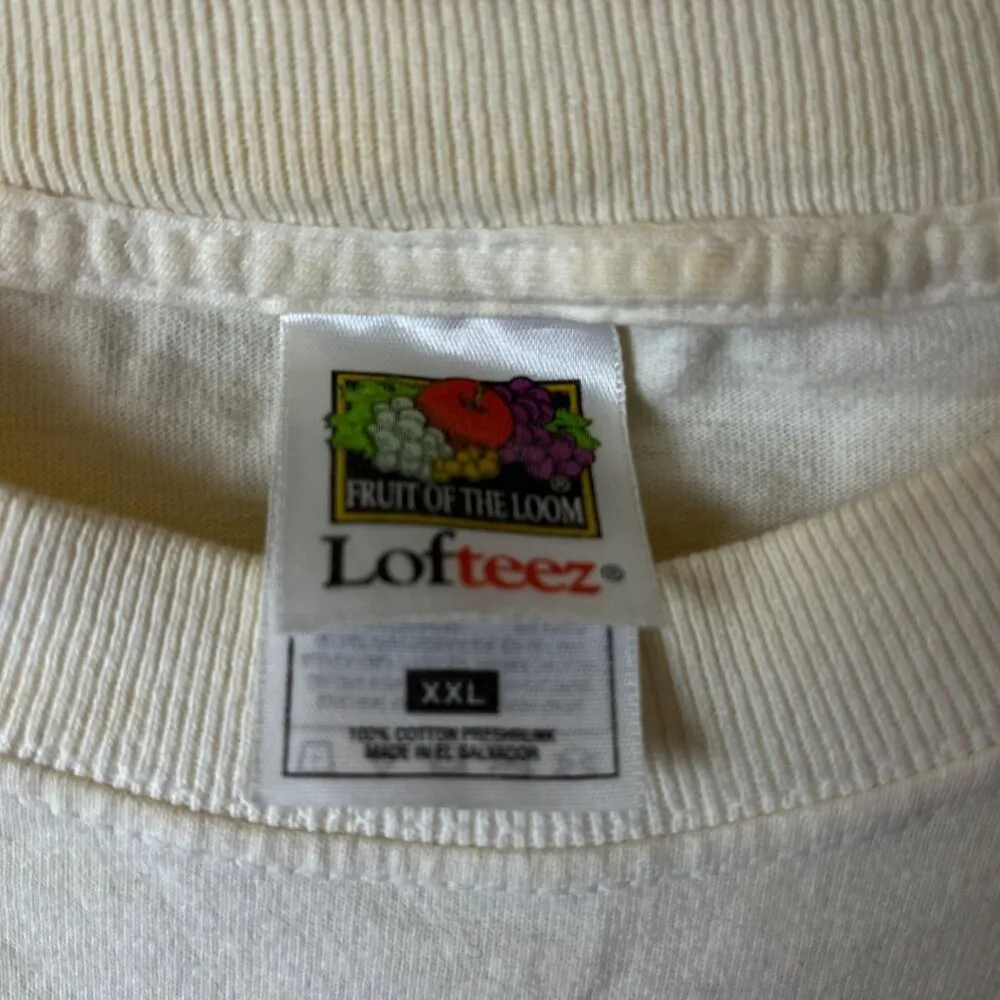 FRUIT OF THE LOOM ®
Lofteez®
XXL
100% COTTON PRESHRUNK
MADE IN EL SALVADOR